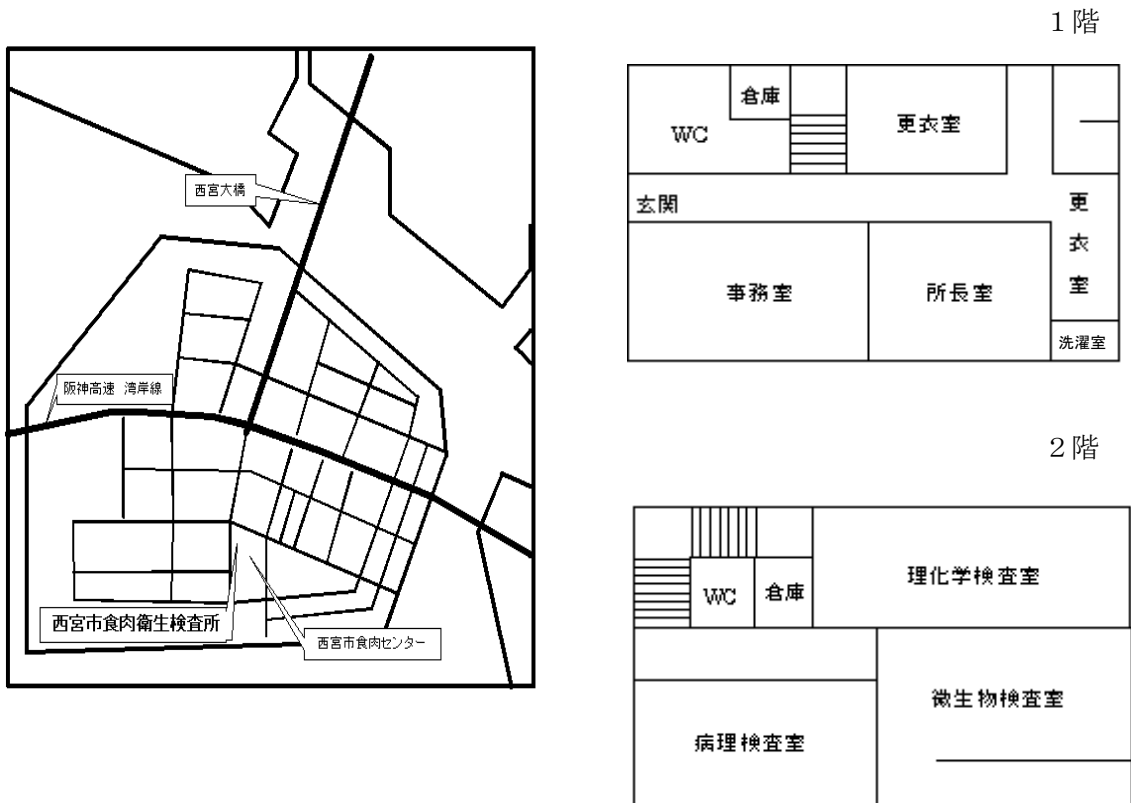 西宮大橋
阪神高速 湾岸線
西宮市食肉衛生検査所
西宮市食肉センター
1階
倉庫
WC
更衣室
玄関
更衣室
事務室
所長室
洗濯室
2階
理化学検査室
WC
倉庫
微生物検査室
病理検査室